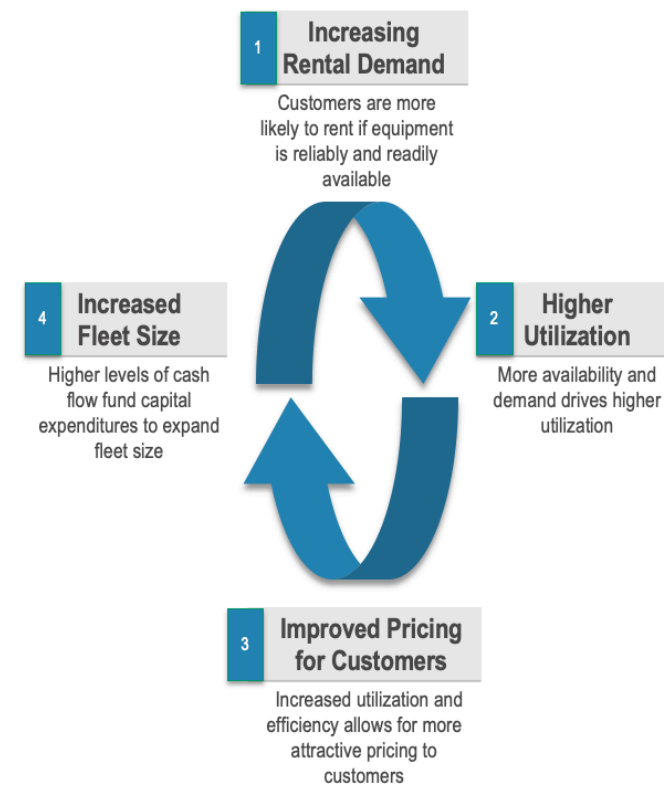 1
Increasing
Rental Demand
Customers are more
likely to rent if equipment
is reliably and readily
available
2
Higher
Utilization
More availability and
demand drives higher
utilization
3
Improved Pricing
for Customers
Increased utilization and
efficiency allows for more
attractive pricing to
customers
4
Increased
Fleet Size
Higher levels of cash
flow fund capital
expenditures to expand
fleet size